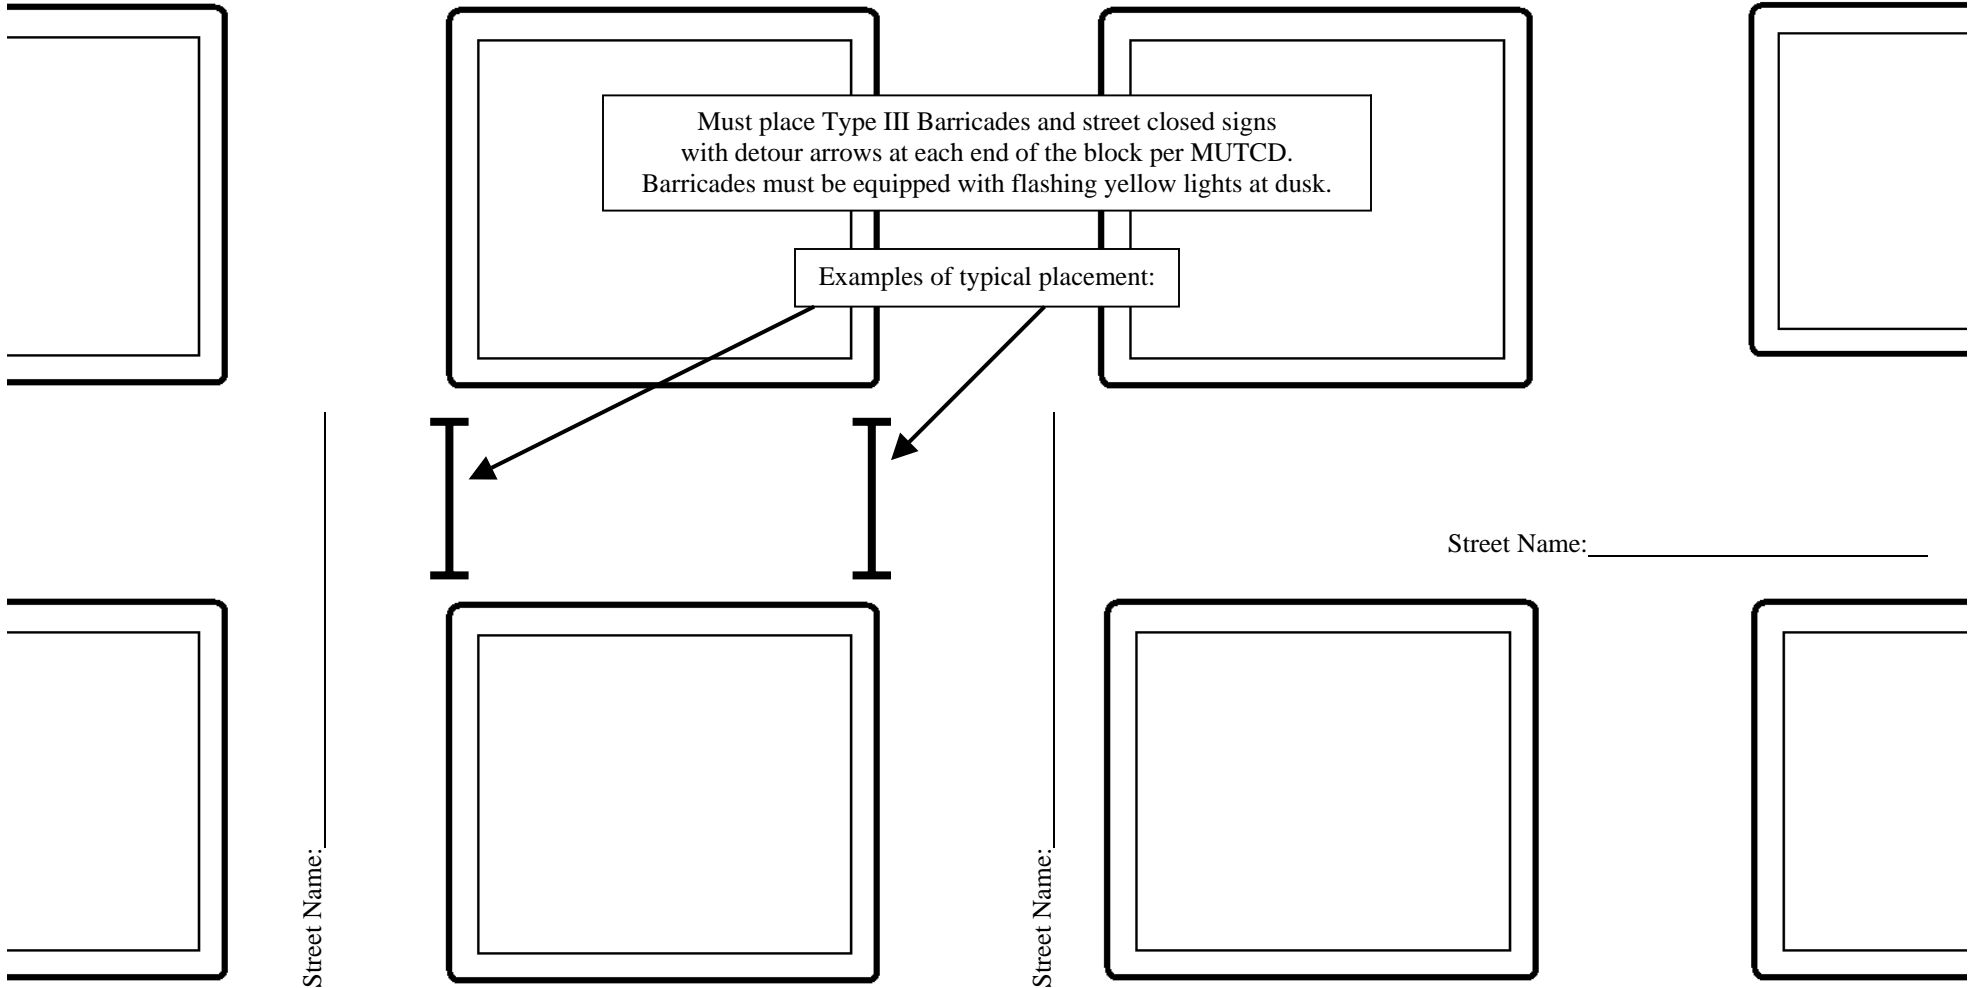 Must place Type III Barricades and street closed signs
with detour arrows at each end of the block per MUTCD.
Barricades must be equipped with flashing yellow lights at dusk.
Examples of typical placement:
Street Name:
Street Name:
Street Name: